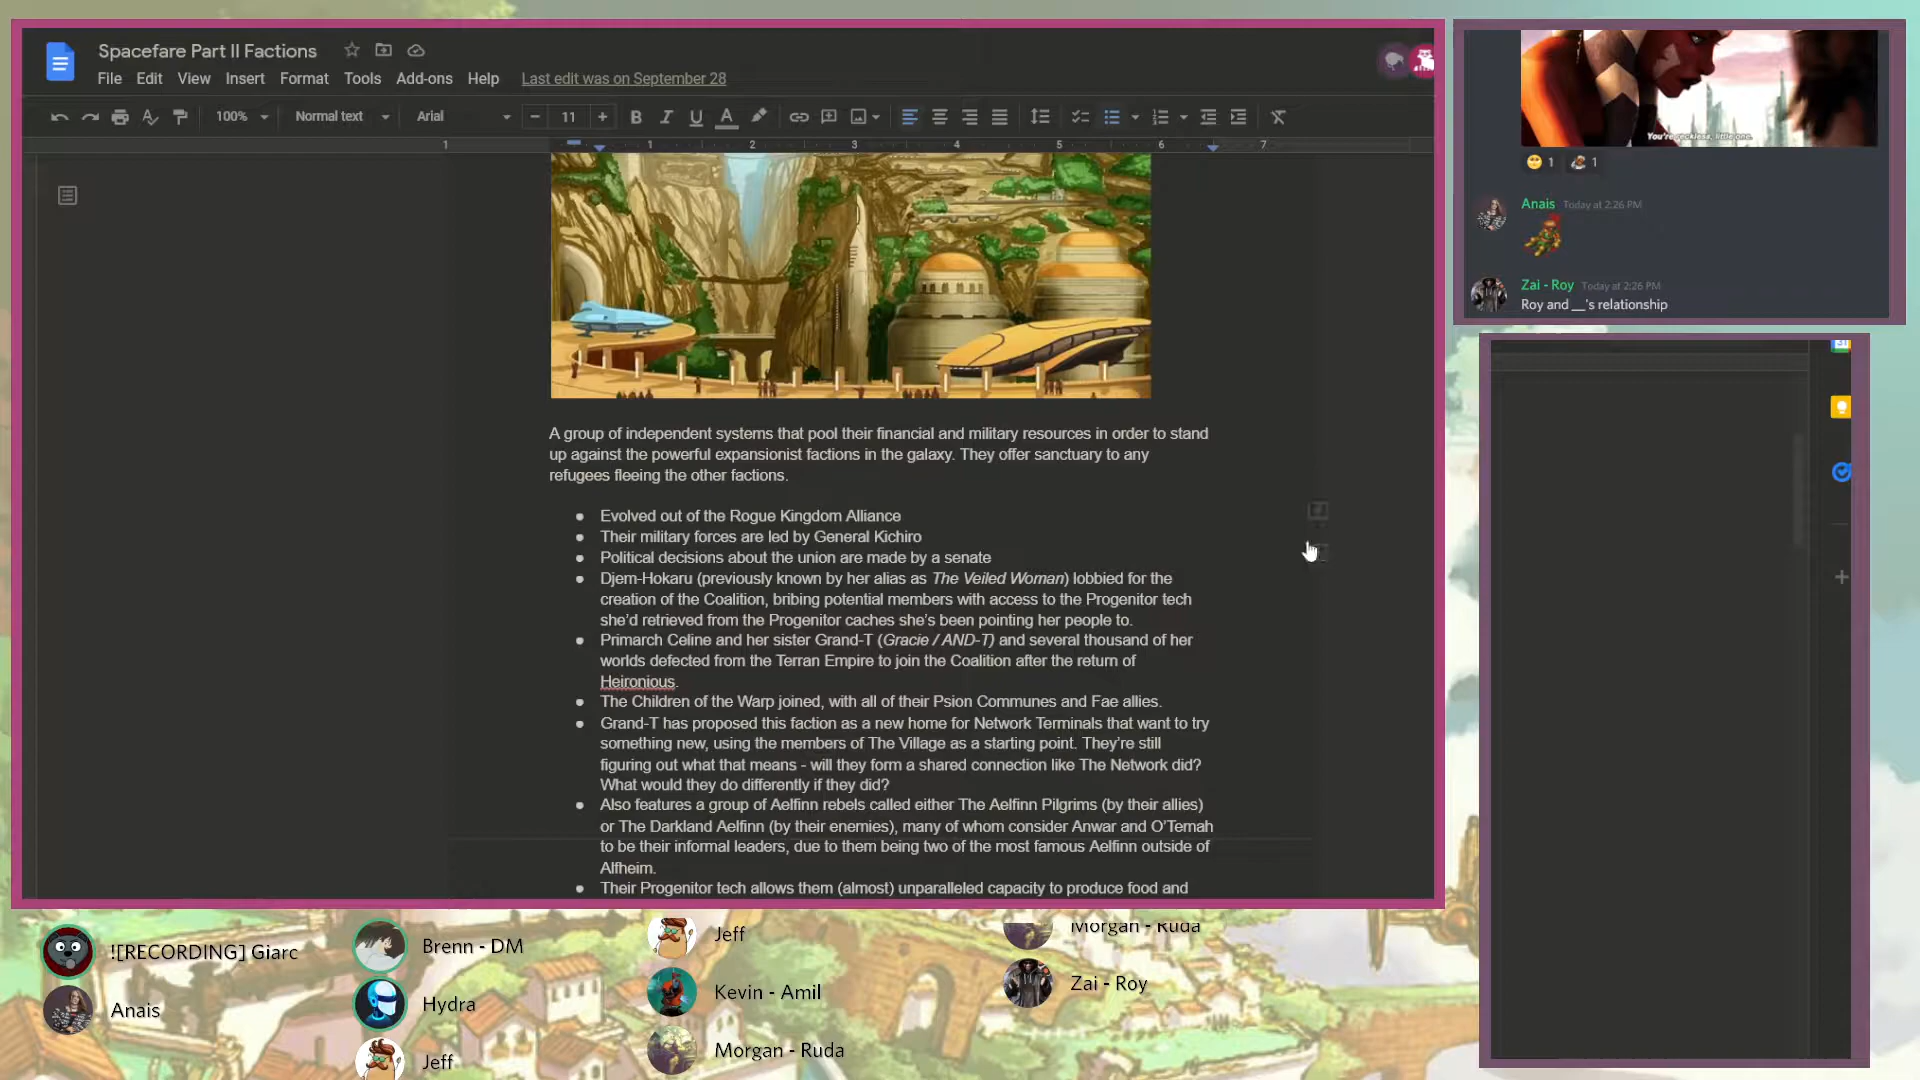 Spacefare Part II Factions
File Edit View Insert Format Tools Add-ons Help Last edit was on September 28
100% Normal text Arial 11
1 1 2 3 4 5 6 7
A group of independent systems that pool their financial and military resources in order to stand
up against the powerful expansionist factions in the galaxy. They offer sanctuary to any
refugees fleeing the other factions.
● Evolved out of the Rogue Kingdom Alliance
● Their military forces are led by General Kichiro
● Political decisions about the union are made by a senate
● Djem-Hokaru (previously known by her alias as The Veiled Woman) lobbied for the
creation of the Coalition, bribing potential members with access to the Progenitor tech
she'd retrieved from the Progenitor caches she's been pointing her people to.
● Primarch Celine and her sister Grand-T (Gracie / AND-T) and several thousand of her
worlds defected from the Terran Empire to join the Coalition after the return of
Heironious.
● The Children of the Warp joined, with all of their Psion Communes and Fae allies.
● Grand-T has proposed this faction as a new home for Network Terminals that want to try
something new, using the members of The Village as a starting point. They're still
figuring out what that means - will they form a shared connection like The Network did?
What would they do differently if they did?
● Also features a group of Aelfinn rebels called either The Aelfinn Pilgrims (by their allies)
or The Darkland Aelfinn (by their enemies), many of whom consider Anwar and O'Temah
to be their informal leaders, due to them being two of the most famous Aelfinn outside of
Alfheim.
● Their Progenitor tech allows them (almost) unparalleled capacity to produce food and
You're reckless, little one.
1 1
Anais Today at 2:26 PM
Zai - Roy Today at 2:26 PM
Roy and __'s relationship
![RECORDING] Giarc
Anais
Brenn - DM
Hydra
Jeff
Jeff
Kevin - Amil
Morgan - Ruda
Morgan - Ruda
Zai - Roy